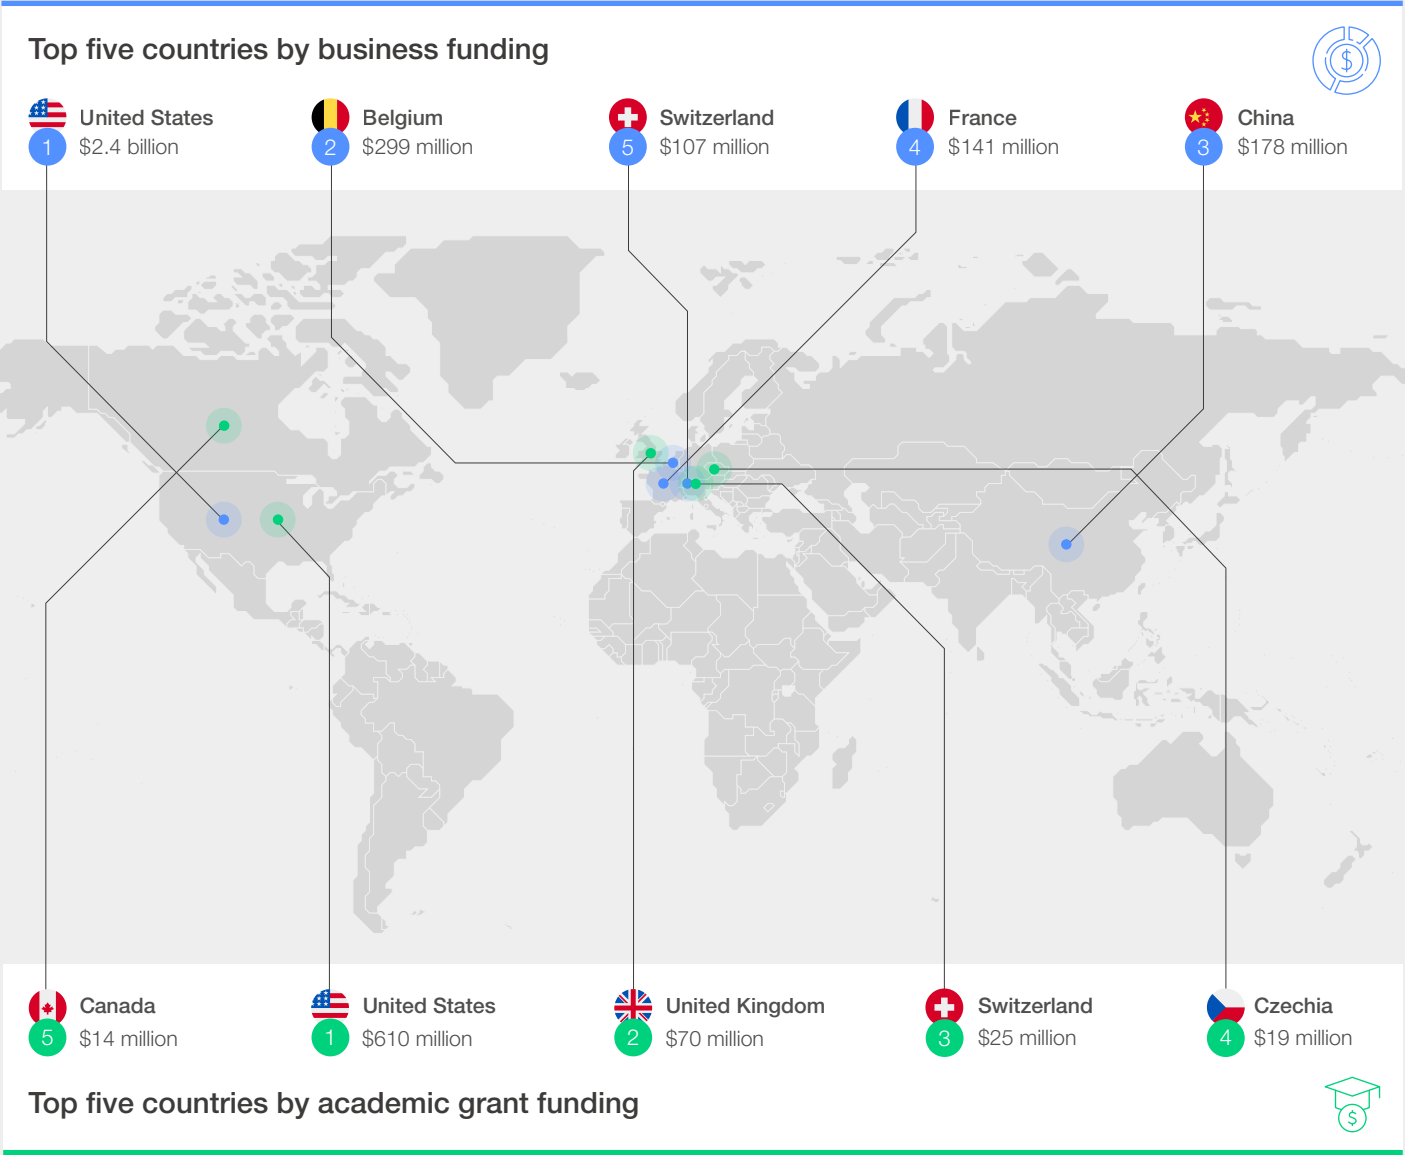 Top five countries by business funding
$
United States
1
$2.4 billion
Belgium
2
$299 million
Switzerland
5
$107 million
France
4
$141 million
China
3
$178 million
Canada
5
$14 million
United States
1
$610 million
United Kingdom
2
$70 million
Switzerland
3
$25 million
Czechia
4
$19 million
Top five countries by academic grant funding
$